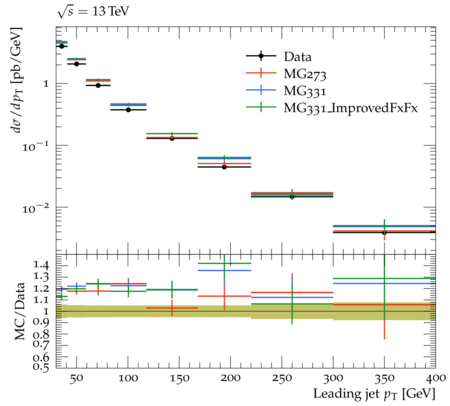 √s = 13 TeV
dσ/dpT [pb/GeV]
Data
MG273
MG331
MG331_ImprovedFxFx
1
10⁻¹
10⁻²
MC/Data
1.4
1.3
1.2
1.1
1
0.9
0.8
0.7
0.6
0.5
50 100 150 200 250 300 350 400
Leading jet pT [GeV]